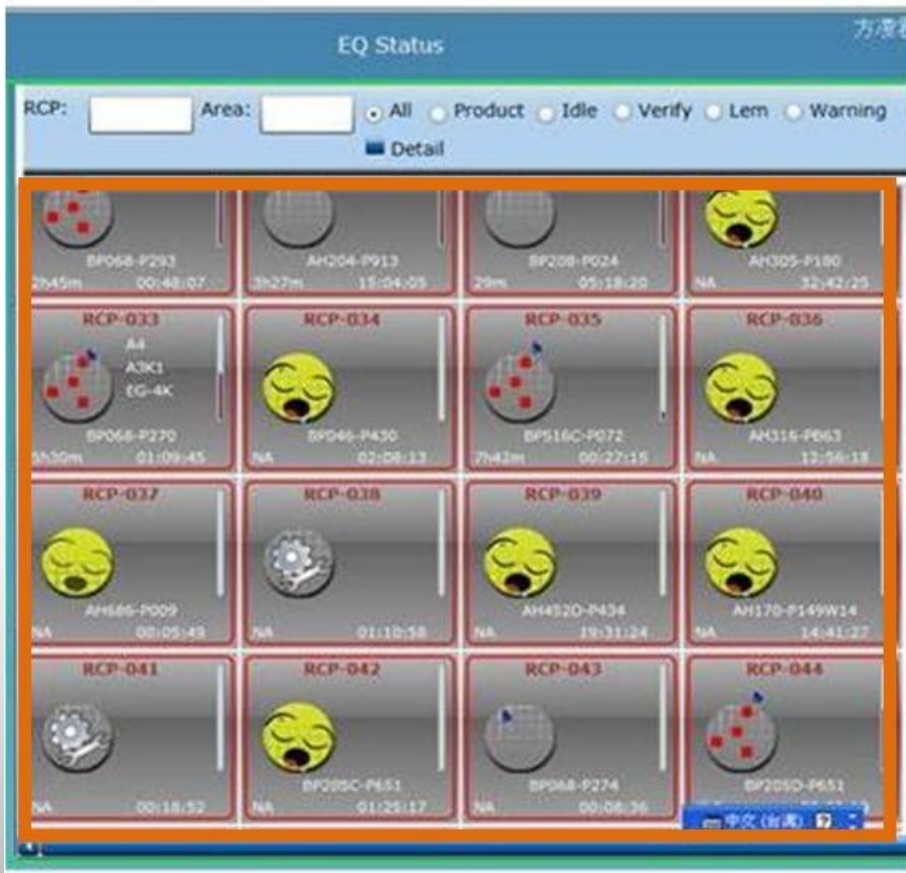 EQ Status
RCP: Area: All Product Idle Verify Lem Warning
Detail
BP068-P293 AH204-P913 BP208-P024 AH305-P180
2h45m 00:48:07 3h27m 15:04:05 29m 05:18:20 NA 32:42:25
RCP-033 RCP-034 RCP-035 RCP-036
A4
A3K1
EG-4K
BP068-P270 BP046-P430 BP516C-P072 AH316-P863
5h30m 01:09:45 NA 02:08:13 7h42m 00:27:15 NA 12:56:18
RCP-037 RCP-038 RCP-039 RCP-040
AH686-P009 AH452D-P434 AH170-P149W14
NA 00:05:49 NA 01:10:58 NA 19:31:24 NA 14:41:27
RCP-041 RCP-042 RCP-043 RCP-044
BP205C-P651 BP068-P274 BP205D-P651
NA 00:18:52 NA 01:25:17 NA 00:08:36
中文 (台灣)